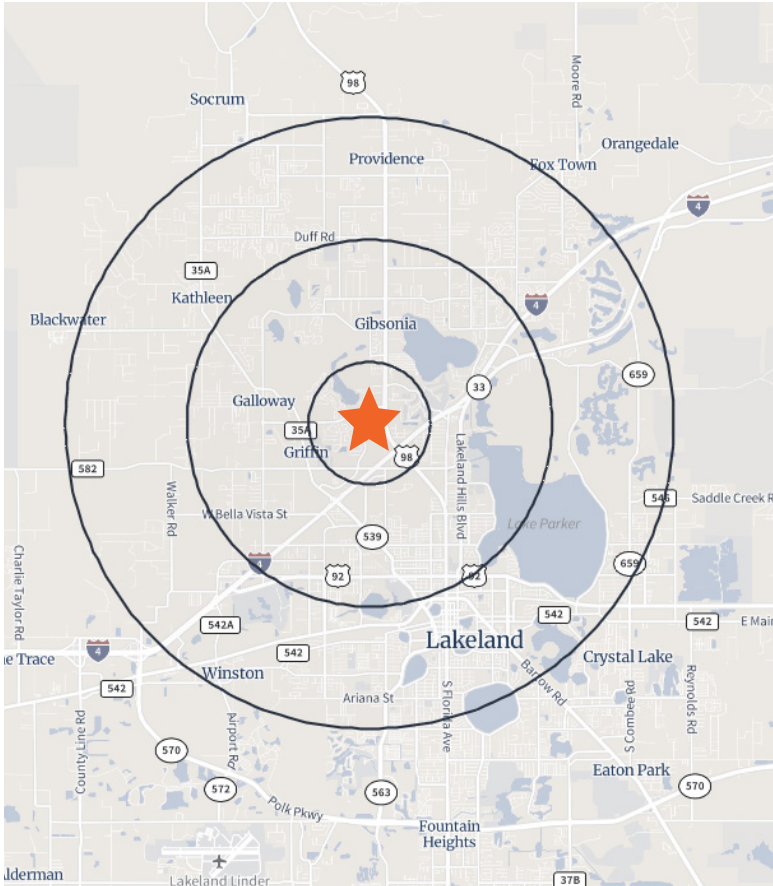 98
Moore Rd
Socrum
Orangedale
Providence
Fox Town
4
Duff Rd
35A
Kathleen
4
Blackwater
Gibsonia
659
33
Galloway
35A
Griffin
98
Lakeland Hills Blvd
582
Walker Rd
546
Saddle Creek R
W Bella Vista St
Lake Parker
539
Charlie Taylor Rd
4
92
92
659
542A
542
542
E Main
Lakeland
ne Trace
4
542
Winston
Crystal Lake
Bartow Rd
542
Ariana St
S Florida Ave
S Combee Rd
Reynolds Rd
County Line Rd
Airport Rd
570
Eaton Park
572
563
570
Polk Pkwy
Fountain
Heights
Alderman
Lakeland Linder
37B